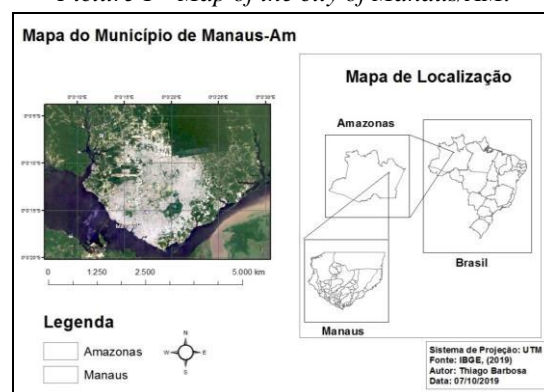 Picture 1 - Map of the city of Manaus/AM.
Mapa do Município de Manaus-Am
Mapa de Localização
Amazonas
Brasil
Manaus
0 1.250 2.500 5.000 km
Legenda
Amazonas
Manaus
N
W E
S
Sistema de Projeção: UTM
Fonte: IBGE, (2019)
Autor: Thiago Barbosa
Data: 07/10/2019